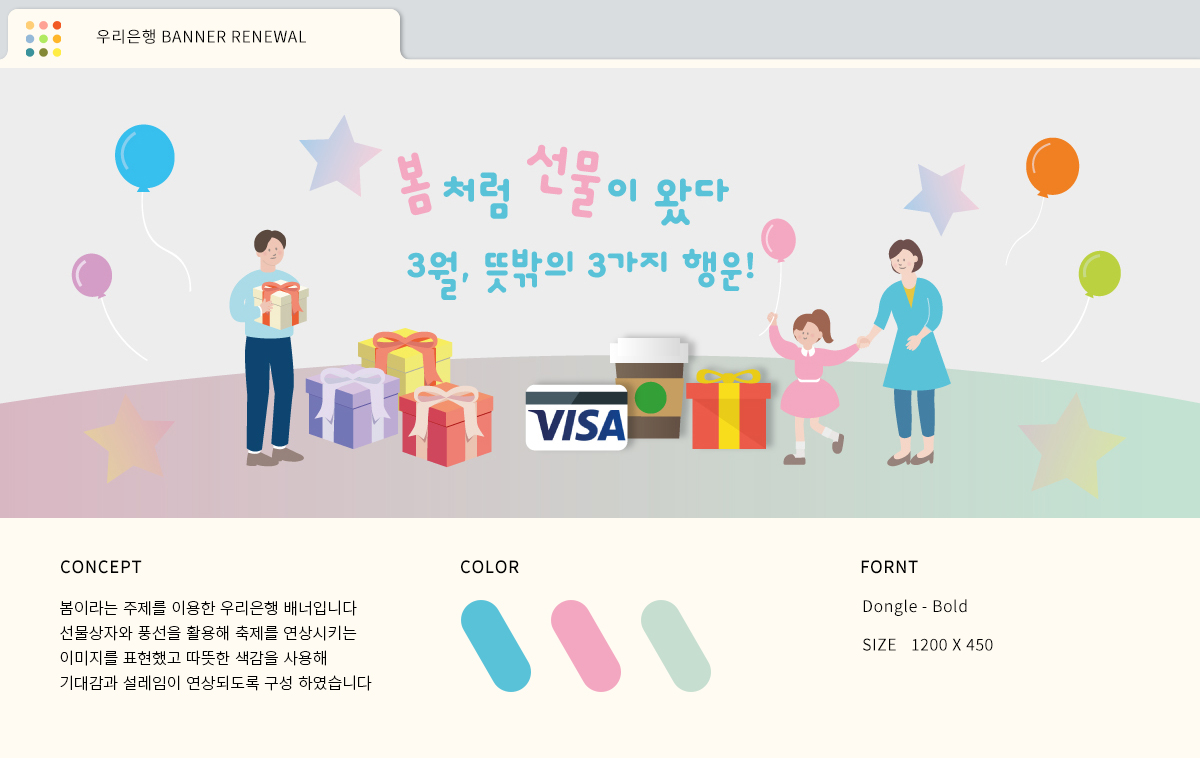 우리은행 BANNER RENEWAL
봄처럼 선물이 왔다
3월, 뜻밖의 3가지 행운!
VISA
CONCEPT
봄이라는 주제를 이용한 우리은행 배너입니다
선물상자와 풍선을 활용해 축제를 연상시키는
이미지를 표현했고 따뜻한 색감을 사용해
기대감과 설레임이 연상되도록 구성 하였습니다
COLOR
FORNT
Dongle - Bold
SIZE 1200 X 450